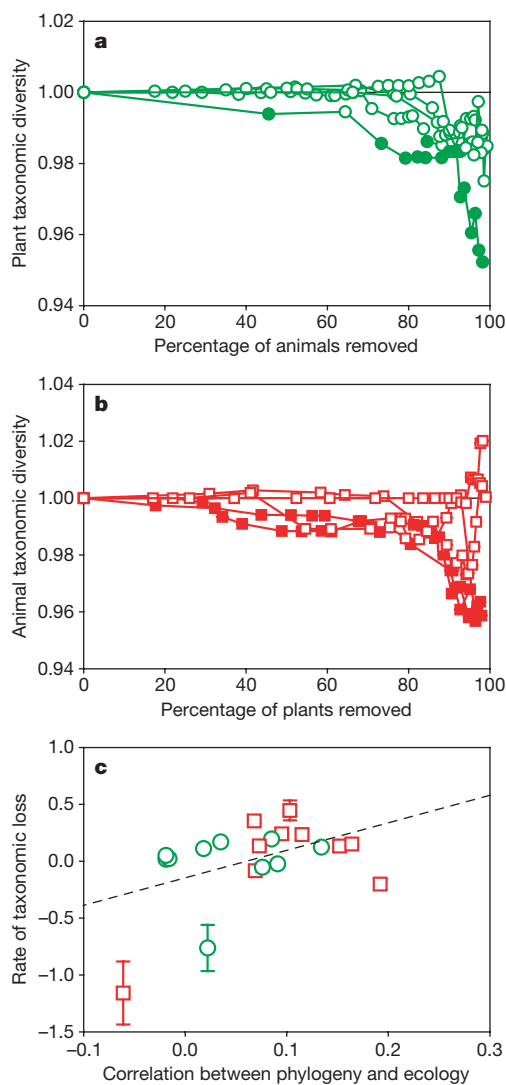 a
1.02
1.00
0.98
0.96
0.94
Plant taxonomic diversity
0 20 40 60 80 100
Percentage of animals removed
b
1.04
1.02
1.00
0.98
0.96
0.94
Animal taxonomic diversity
0 20 40 60 80 100
Percentage of plants removed
c
1.0
0.5
0.0
−0.5
−1.0
−1.5
Rate of taxonomic loss
−0.1 0.0 0.1 0.2 0.3
Correlation between phylogeny and ecology